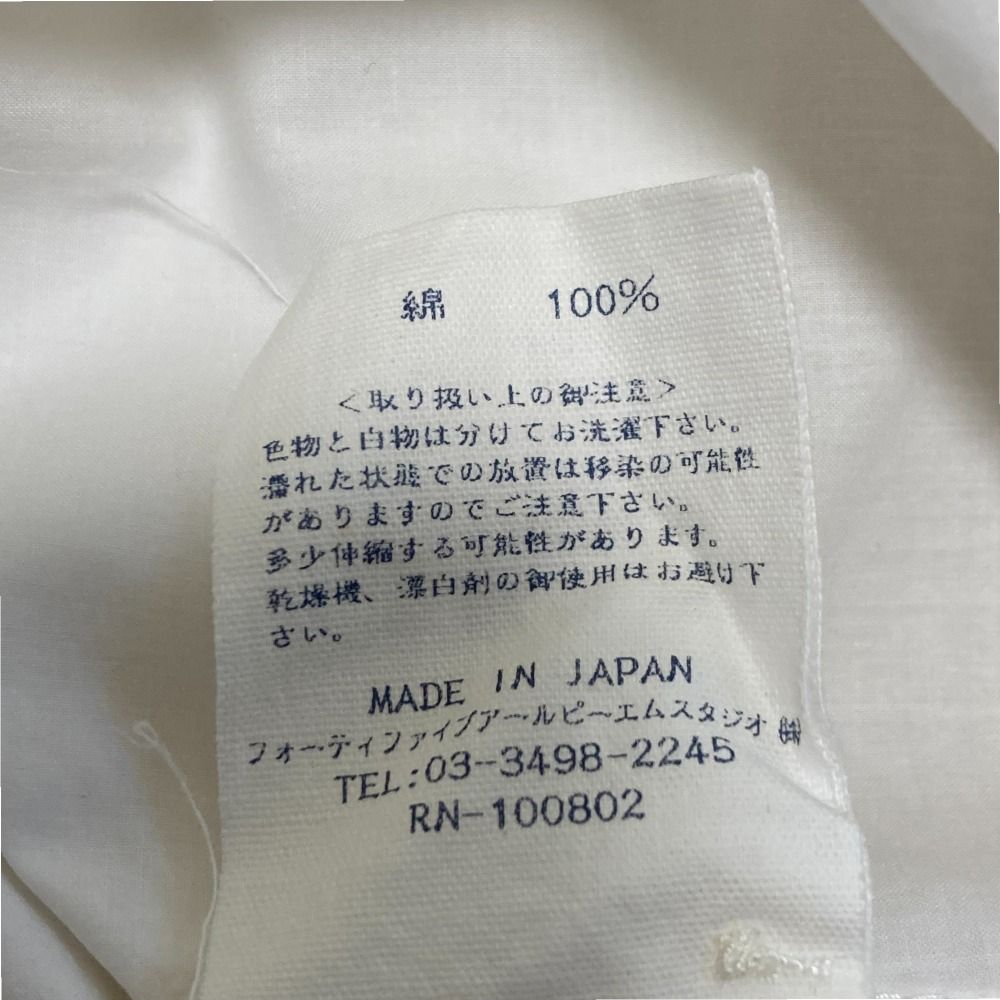 綿 100%
<取り扱い上の御注意>
色物と白物は分けてお洗濯下さい。
濡れた状態での放置は移染の可能性
がありますのでご注意下さい。
多少伸縮する可能性があります。
乾燥機、漂白剤の御使用はお避け下
さい。
MADE IN JAPAN
フォーティファイブアールピーエムスタジオ㈱
TEL:03-3498-2245
RN-100802